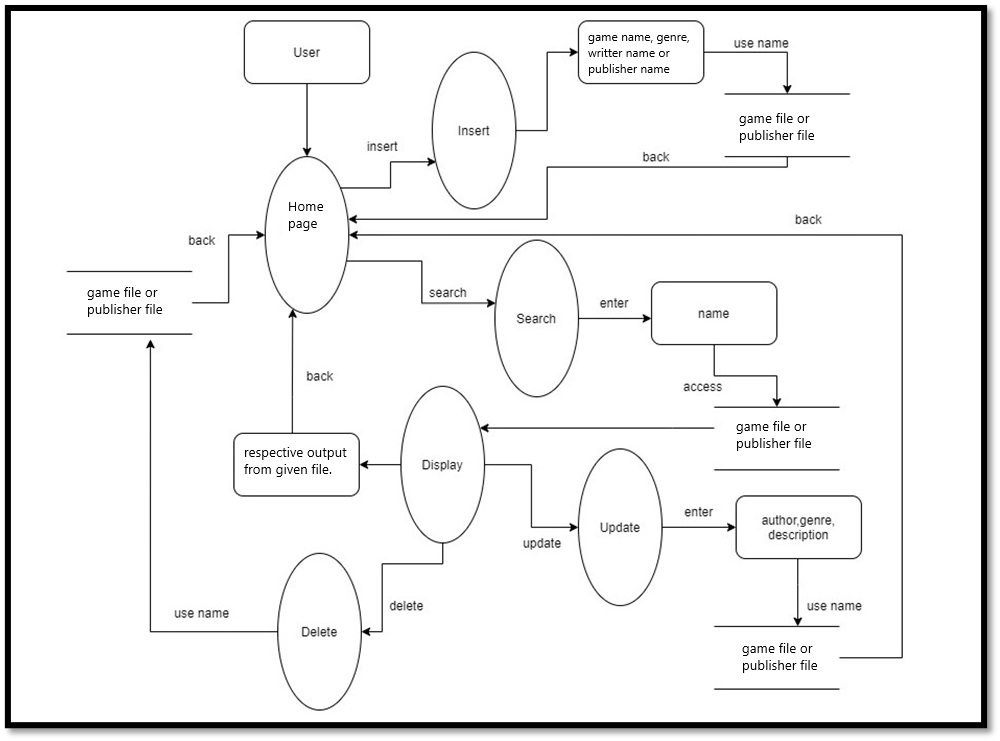 User
game name, genre,
writter name or
publisher name
use name
Insert
insert
game file or
publisher file
back
Home
page
back
back
game file or
publisher file
search
Search
enter
name
access
back
game file or
publisher file
respective output
from given file.
Display
update
Update
enter
author,genre,
description
delete
use name
use name
Delete
game file or
publisher file